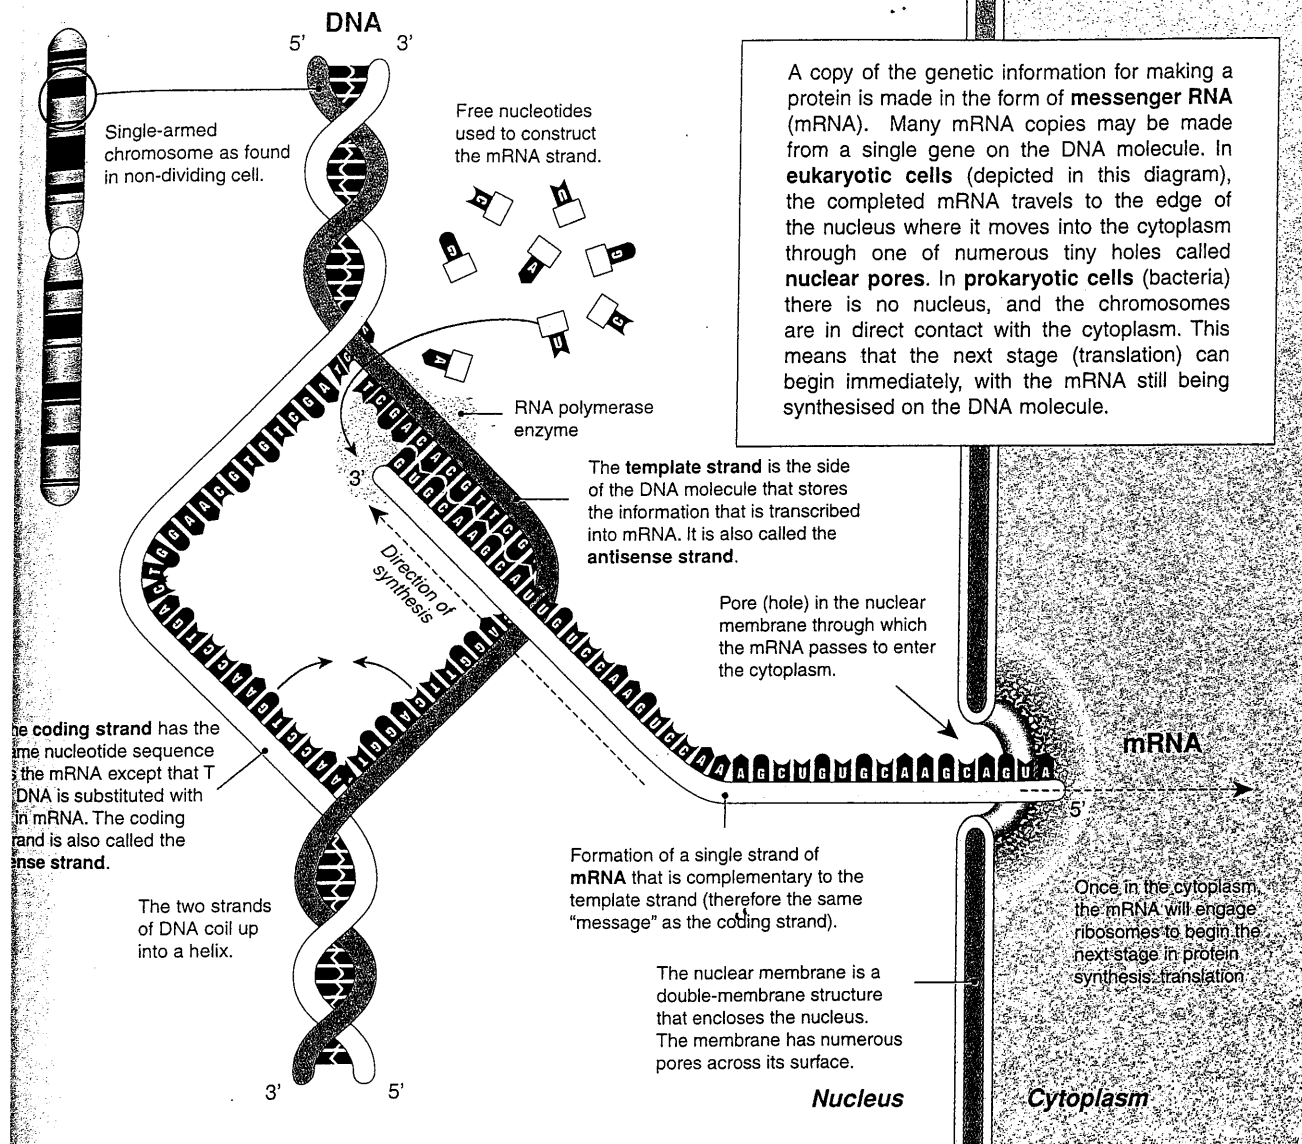 DNA
5' 3'
Single-armed
chromosome as found
in non-dividing cell.
Free nucleotides
used to construct
the mRNA strand.
A copy of the genetic information for making a
protein is made in the form of messenger RNA
(mRNA). Many mRNA copies may be made
from a single gene on the DNA molecule. In
eukaryotic cells (depicted in this diagram),
the completed mRNA travels to the edge of
the nucleus where it moves into the cytoplasm
through one of numerous tiny holes called
nuclear pores. In prokaryotic cells (bacteria)
there is no nucleus, and the chromosomes
are in direct contact with the cytoplasm. This
means that the next stage (translation) can
begin immediately, with the mRNA still being
synthesised on the DNA molecule.
RNA polymerase
enzyme
The template strand is the side
of the DNA molecule that stores
the information that is transcribed
into mRNA. It is also called the
antisense strand.
3'
Direction of
synthesis
Pore (hole) in the nuclear
membrane through which
the mRNA passes to enter
the cytoplasm.
coding strand has the
nucleotide sequence
the mRNA except that T
DNA is substituted with
in mRNA. The coding
is also called the
strand.
mRNA
A G C U G U G C A A G C A G U A
5'
The two strands
of DNA coil up
into a helix.
Formation of a single strand of
mRNA that is complementary to the
template strand (therefore the same
“message” as the coding strand).
Once in the cytoplasm,
the mRNA will engage
ribosomes to begin the
next stage in protein
synthesis: translation
The nuclear membrane is a
double-membrane structure
that encloses the nucleus.
The membrane has numerous
pores across its surface.
3' 5'
Nucleus
Cytoplasm